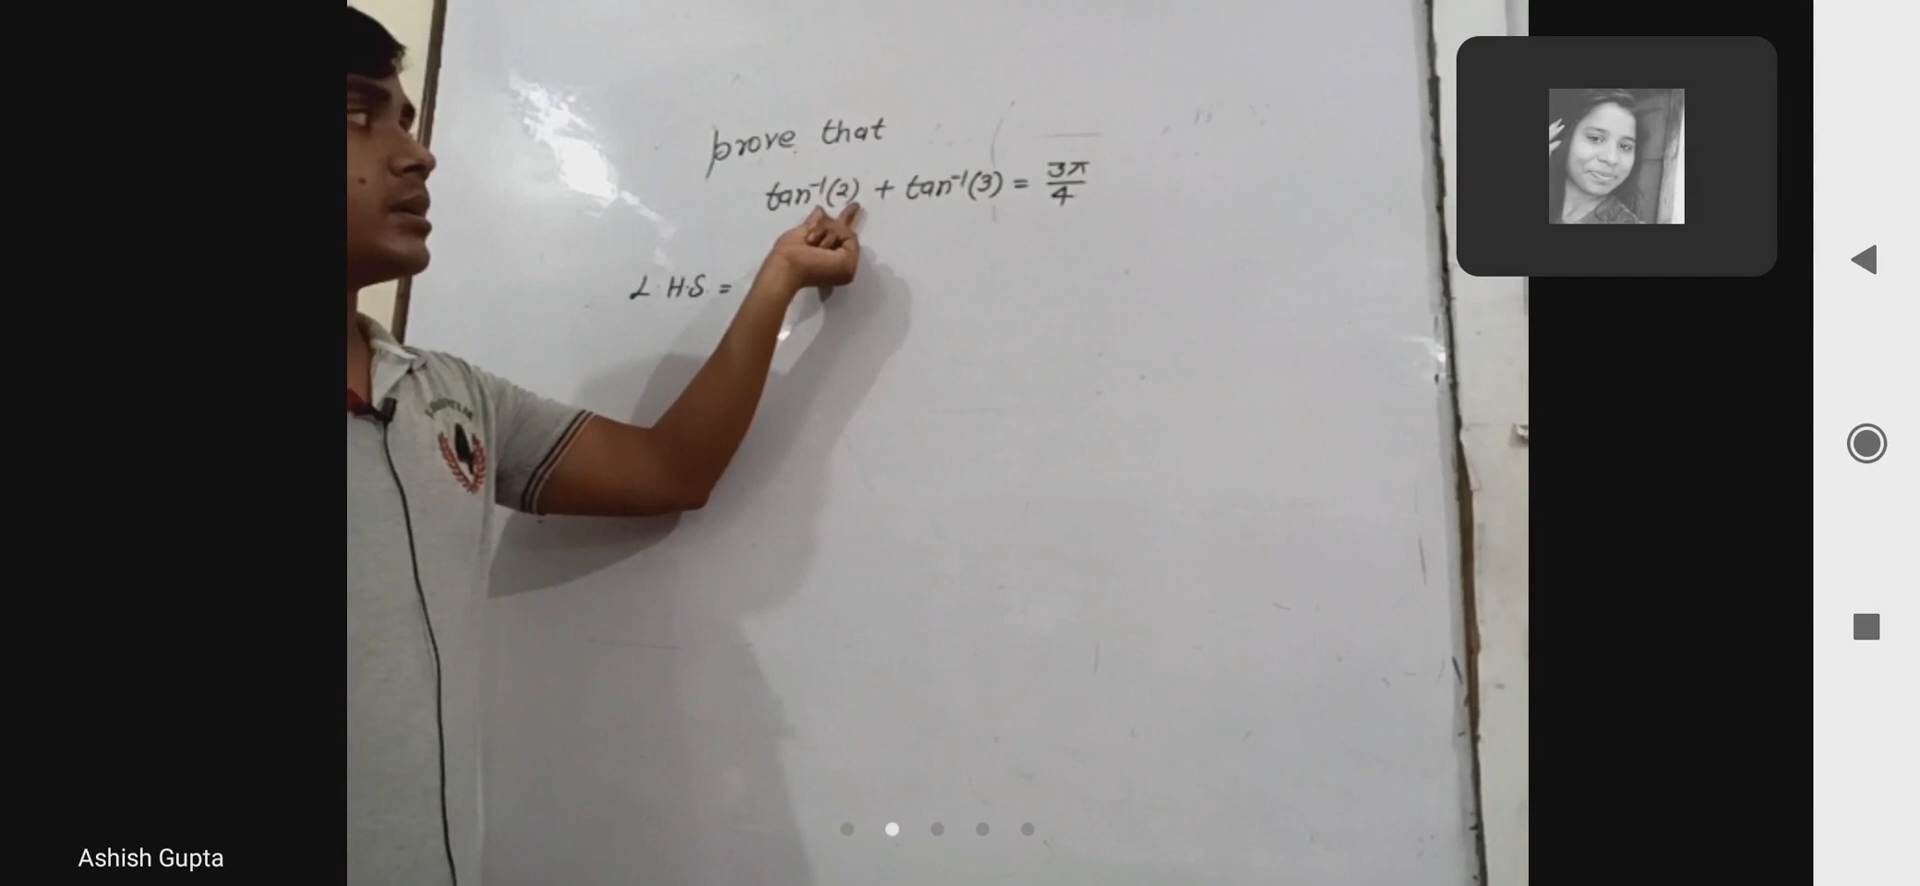 prove that
tan⁻¹(2) + tan⁻¹(3) = 3π/4
L.H.S. =
Ashish Gupta